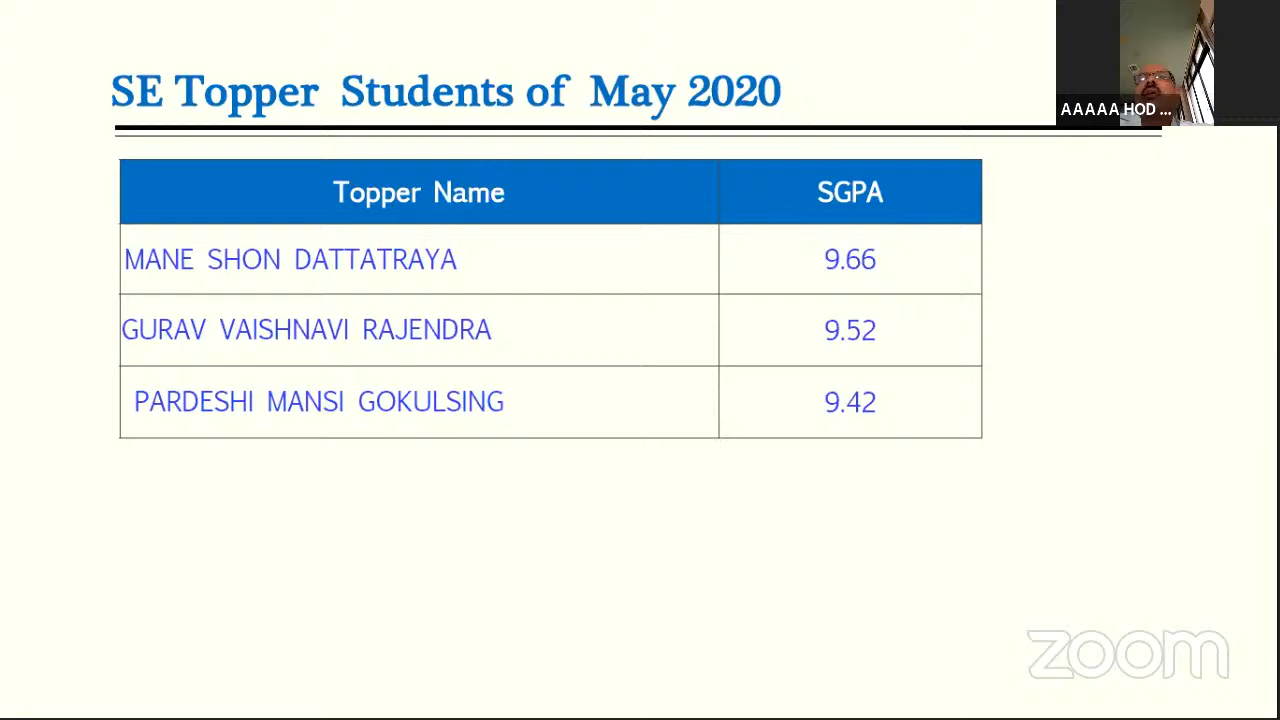 SE Topper Students of May 2020
AAAAA HOD ...
Topper Name SGPA
MANE SHON DATTATRAYA 9.66
GURAV VAISHNAVI RAJENDRA 9.52
PARDESHI MANSI GOKULSING 9.42
zoom